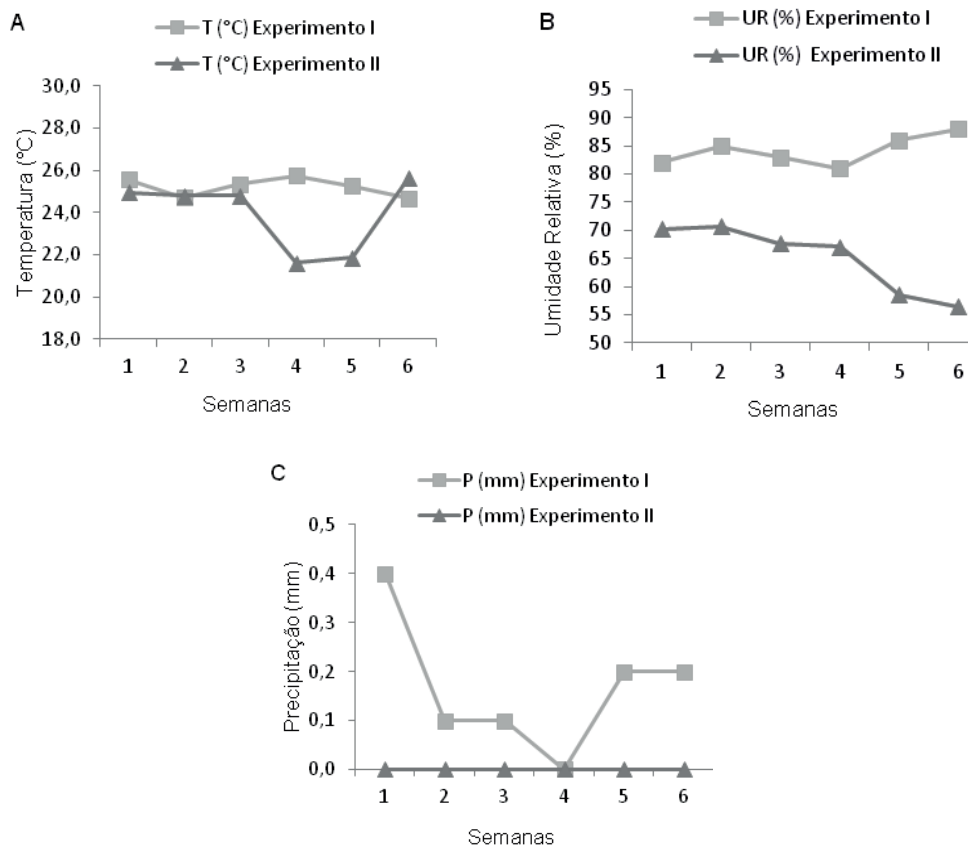 A
T (°C) Experimento I
T (°C) Experimento II
Temperatura (°C)
30,0
28,0
26,0
24,0
22,0
20,0
18,0
1 2 3 4 5 6
Semanas
B
UR (%) Experimento I
UR (%) Experimento II
Umidade Relativa (%)
95
90
85
80
75
70
65
60
55
50
1 2 3 4 5 6
Semanas
C
P (mm) Experimento I
P (mm) Experimento II
Precipitação (mm)
0,5
0,4
0,3
0,2
0,1
0,0
1 2 3 4 5 6
Semanas